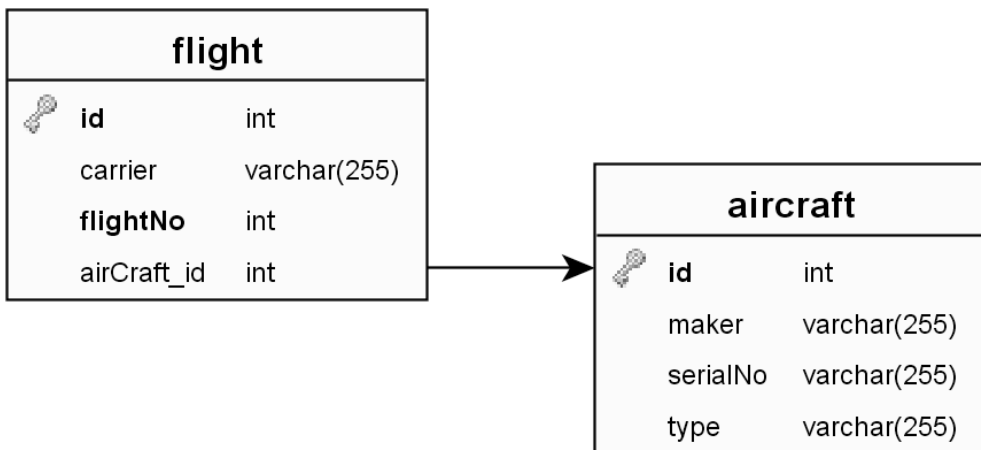 flight
id int
carrier varchar(255)
flightNo int
airCraft_id int
aircraft
id int
maker varchar(255)
serialNo varchar(255)
type varchar(255)